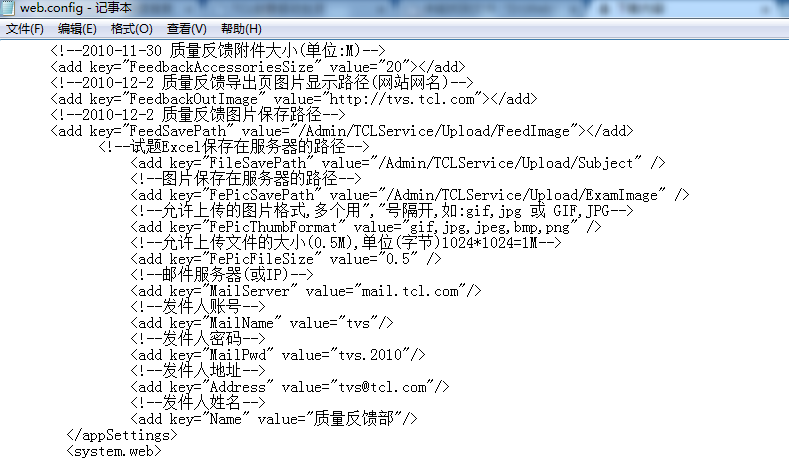 web.config - 记事本
文件(F) 编辑(E) 格式(O) 查看(V) 帮助(H)
<!--2010-11-30 质量反馈附件大小(单位:M)-->
<add key="FeedbackAccessoriesSize" value="20"></add>
<!--2010-12-2 质量反馈导出页图片显示路径(网站网名)-->
<add key="FeedbackOutImage" value="http://tvs.tcl.com"></add>
<!--2010-12-2 质量反馈图片保存路径-->
<add key="FeedSavePath" value="/Admin/TCLService/Upload/FeedImage"></add>
<!--试题Excel保存在服务器的路径-->
<add key="FileSavePath" value="/Admin/TCLService/Upload/Subject" />
<!--图片保存在服务器的路径-->
<add key="FePicSavePath" value="/Admin/TCLService/Upload/ExamImage" />
<!--允许上传的图片格式,多个用","号隔开,如:gif,jpg 或 GIF,JPG-->
<add key="FePicThumbFormat" value="gif,jpg,jpeg,bmp,png" />
<!--允许上传文件的大小(0.5M),单位(字节)1024*1024=1M-->
<add key="FePicFileSize" value="0.5" />
<!--邮件服务器(或IP)-->
<add key="MailServer" value="mail.tcl.com"/>
<!--发件人账号-->
<add key="MailName" value="tvs"/>
<!--发件人密码-->
<add key="MailPwd" value="tvs.2010"/>
<!--发件人地址-->
<add key="Address" value="tvs@tcl.com"/>
<!--发件人姓名-->
<add key="Name" value="质量反馈部"/>
</appSettings>
<system.web>